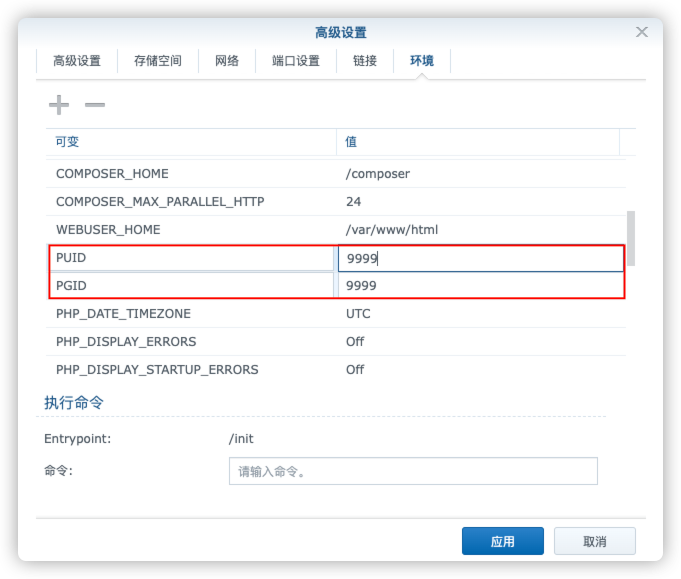 高级设置
高级设置 存储空间 网络 端口设置 链接 环境
可变 值
COMPOSER_HOME /composer
COMPOSER_MAX_PARALLEL_HTTP 24
WEBUSER_HOME /var/www/html
PUID 9999
PGID 9999
PHP_DATE_TIMEZONE UTC
PHP_DISPLAY_ERRORS Off
PHP_DISPLAY_STARTUP_ERRORS Off
执行命令
Entrypoint: /init
命令: 请输入命令。
应用 取消